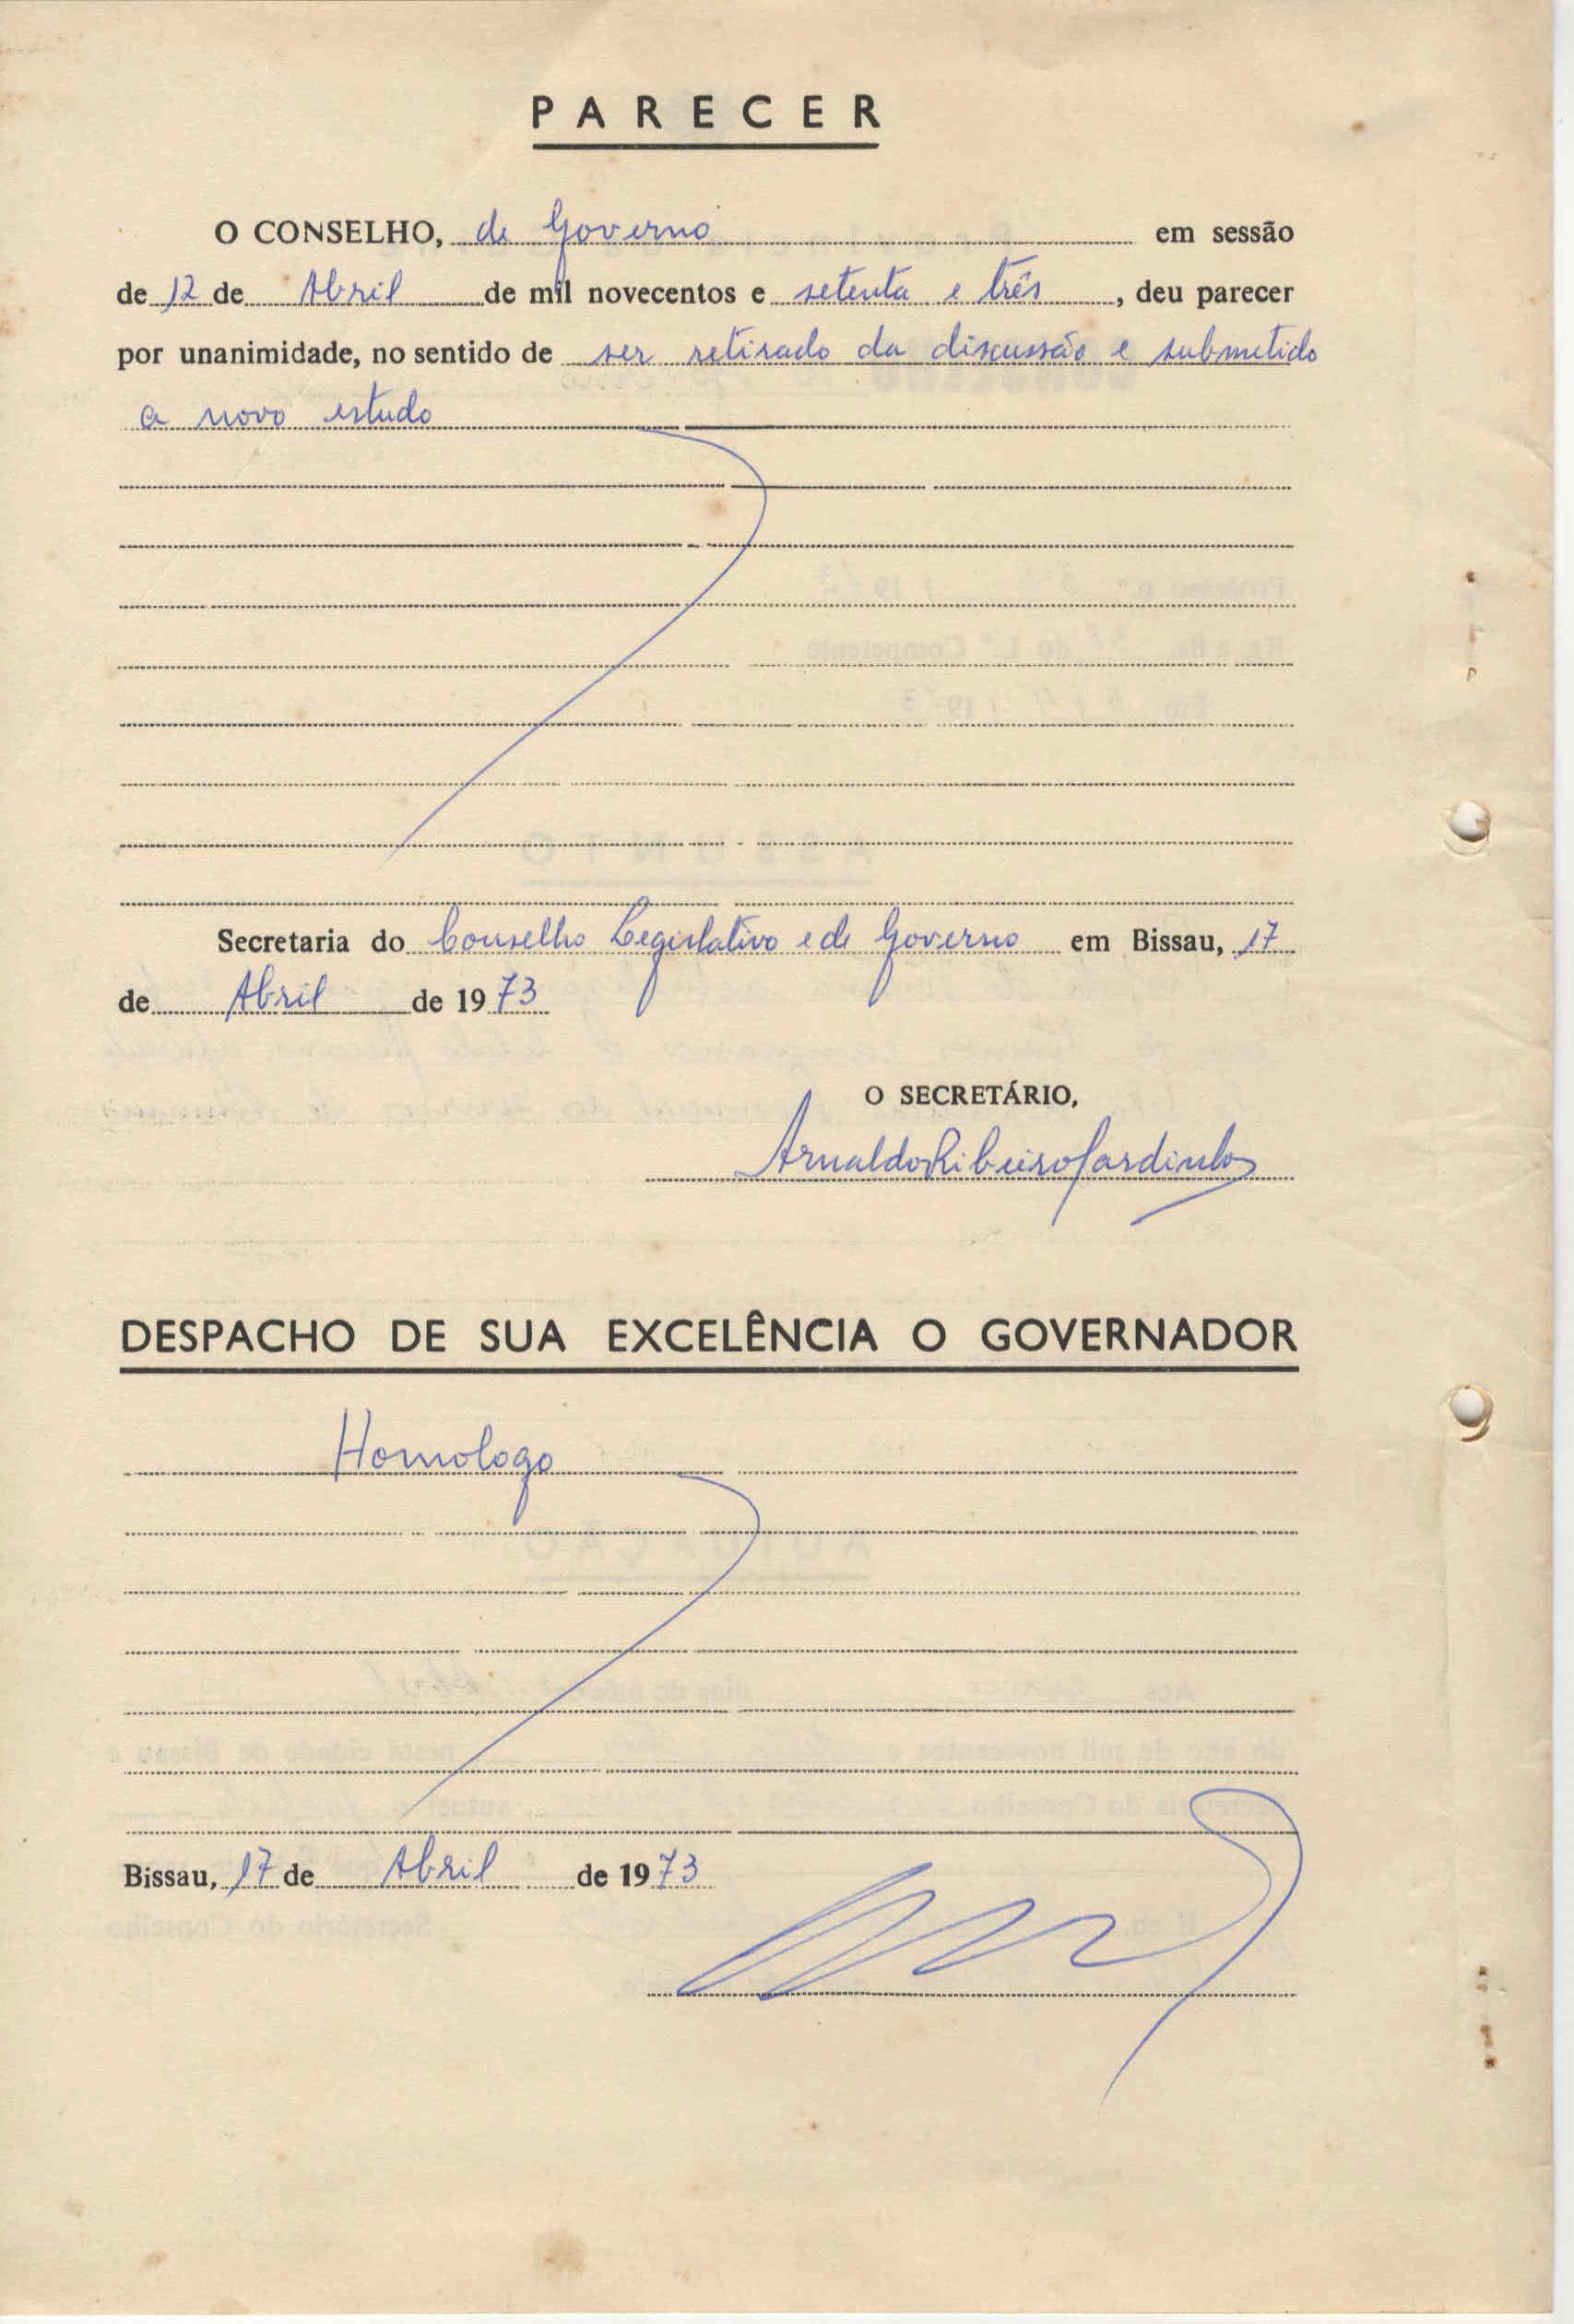 PARECER
O CONSELHO, de Governo em sessão
de 12 de Abril de mil novecentos e setenta e três, deu parecer
por unanimidade, no sentido de ser retirado da discussão e submetido
a novo estudo
Secretaria do Conselho Legislativo e de Governo em Bissau, 17
de Abril de 1973
O SECRETÁRIO,
Arnaldo Ribeiro Sardinha
DESPACHO DE SUA EXCELÊNCIA O GOVERNADOR
Homologo
Bissau, 17 de Abril de 1973